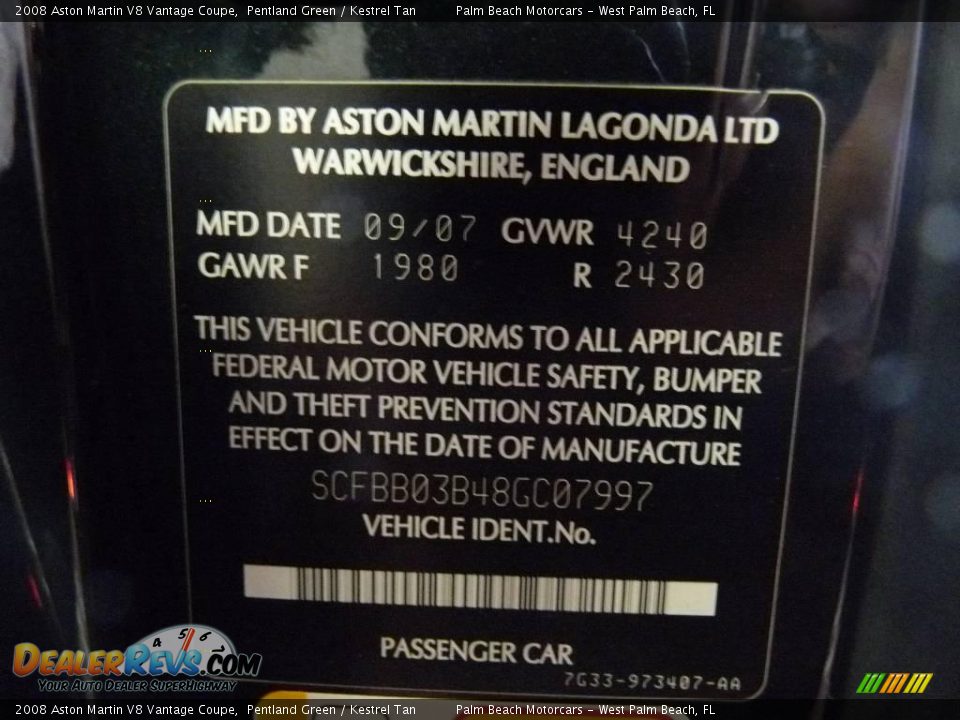 2008 Aston Martin V8 Vantage Coupe,  Pentland Green / Kestrel Tan          Palm Beach Motorcars - West Palm Beach, FL
MFD BY ASTON MARTIN LAGONDA LTD
WARWICKSHIRE, ENGLAND
MFD DATE 09/07 GVWR 4240
GAWR F 1980 R 2430
THIS VEHICLE CONFORMS TO ALL APPLICABLE
FEDERAL MOTOR VEHICLE SAFETY, BUMPER
AND THEFT PREVENTION STANDARDS IN
EFFECT ON THE DATE OF MANUFACTURE
SCFBB03B48GC07997
VEHICLE IDENT.No.
PASSENGER CAR
7G33-973407-AA
4 5 6
DEALERREVS.COM
YOUR AUTO DEALER SUPERHIGHWAY
2008 Aston Martin V8 Vantage Coupe,  Pentland Green / Kestrel Tan          Palm Beach Motorcars - West Palm Beach, FL